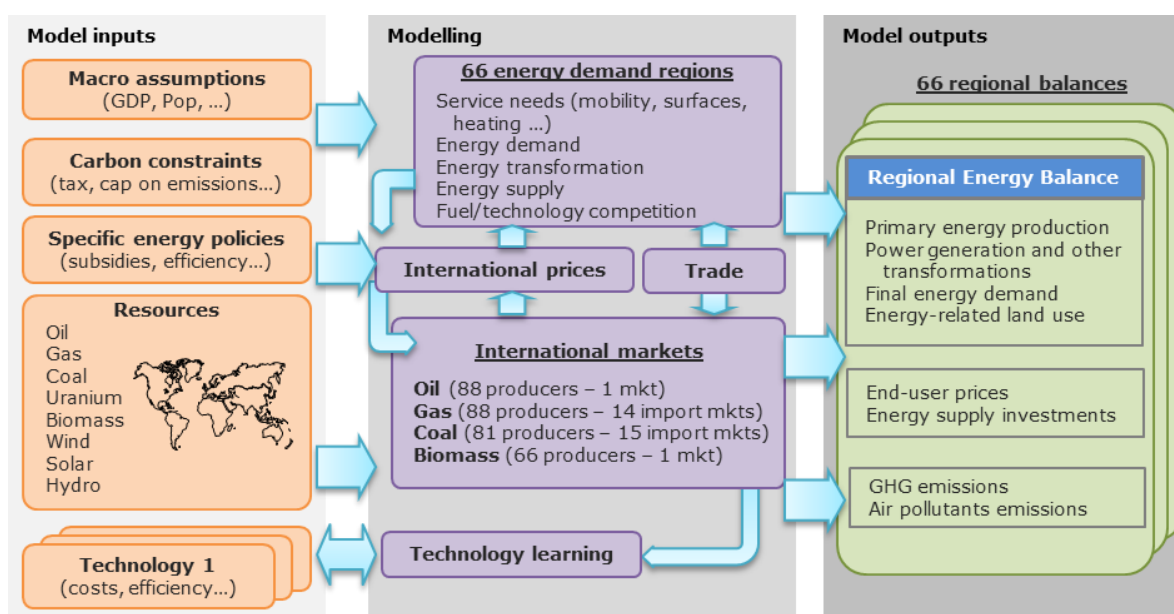 Model inputs
Macro assumptions
(GDP, Pop, ...)
Carbon constraints
(tax, cap on emissions...)
Specific energy policies
(subsidies, efficiency...)
Resources
Oil
Gas
Coal
Uranium
Biomass
Wind
Solar
Hydro
Technology 1
(costs, efficiency...)
Modelling
66 energy demand regions
Service needs (mobility, surfaces,
heating ...)
Energy demand
Energy transformation
Energy supply
Fuel/technology competition
International prices
Trade
International markets
Oil (88 producers – 1 mkt)
Gas (88 producers – 14 import mkts)
Coal (81 producers – 15 import mkts)
Biomass (66 producers – 1 mkt)
Technology learning
Model outputs
66 regional balances
Regional Energy Balance
Primary energy production
Power generation and other
transformations
Final energy demand
Energy-related land use
End-user prices
Energy supply investments
GHG emissions
Air pollutants emissions